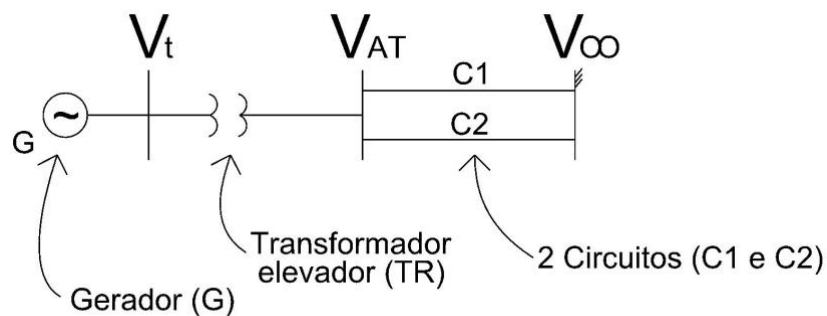 Vt
VAT
V∞
C1
C2
G
~
Transformador
elevador (TR)
2 Circuitos (C1 e C2)
Gerador (G)